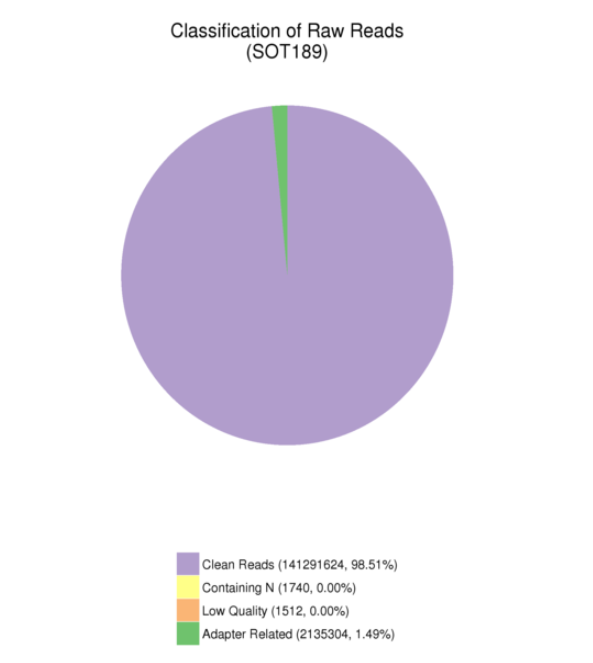 Classification of Raw Reads
(SOT189)
Clean Reads (141291624, 98.51%)
Containing N (1740, 0.00%)
Low Quality (1512, 0.00%)
Adapter Related (2135304, 1.49%)